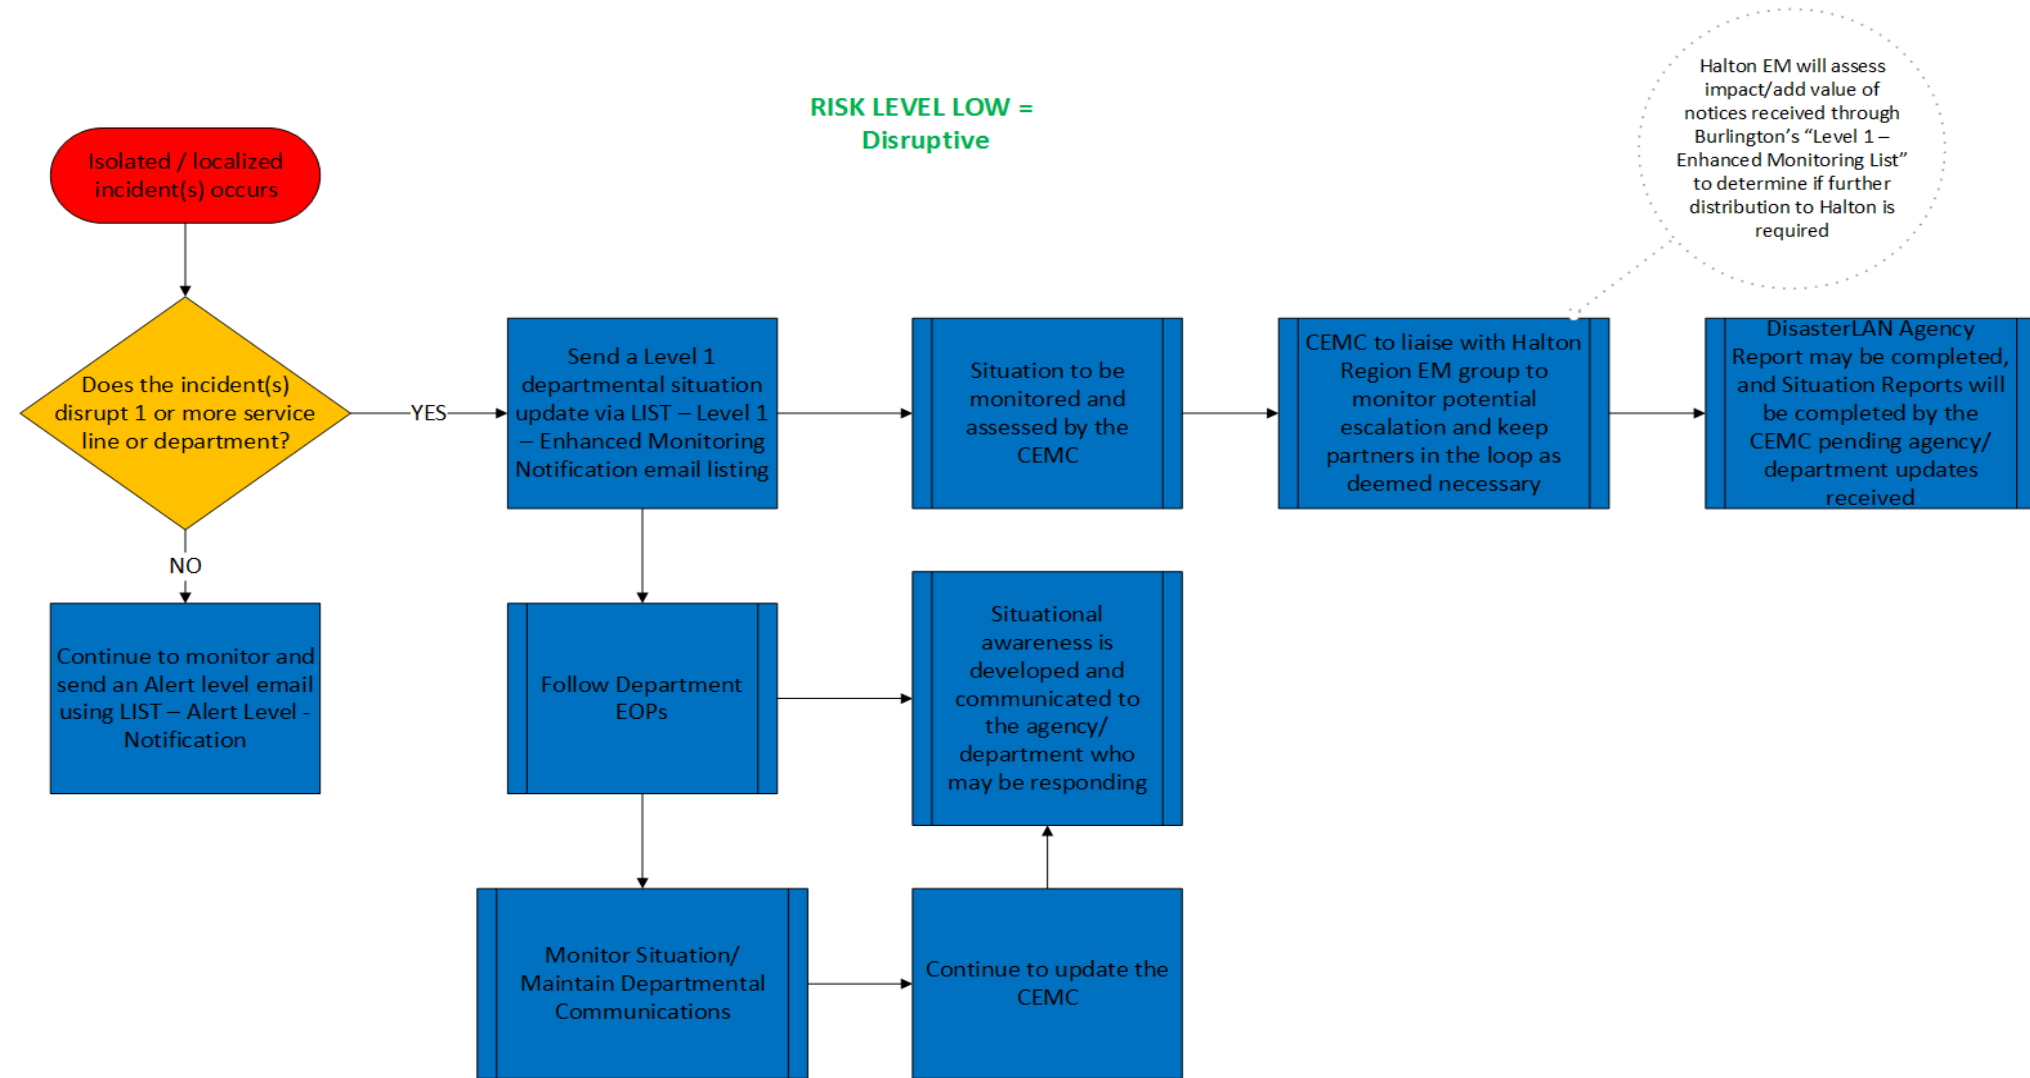 RISK LEVEL LOW =
Disruptive
Halton EM will assess
impact/add value of
notices received through
Burlington’s “Level 1 –
Enhanced Monitoring List”
to determine if further
distribution to Halton is
required
Isolated / localized
incident(s) occurs
Does the incident(s)
disrupt 1 or more service
line or department?
YES
Send a Level 1
departmental situation
update via LIST – Level 1
– Enhanced Monitoring
Notification email listing
Situation to be
monitored and
assessed by the
CEMC
CEMC to liaise with Halton
Region EM group to
monitor potential
escalation and keep
partners in the loop as
deemed necessary
DisasterLAN Agency
Report may be completed,
and Situation Reports will
be completed by the
CEMC pending agency/
department updates
received
NO
Continue to monitor and
send an Alert level email
using LIST – Alert Level -
Notification
Follow Department
EOPs
Situational
awareness is
developed and
communicated to
the agency/
department who
may be responding
Monitor Situation/
Maintain Departmental
Communications
Continue to update the
CEMC